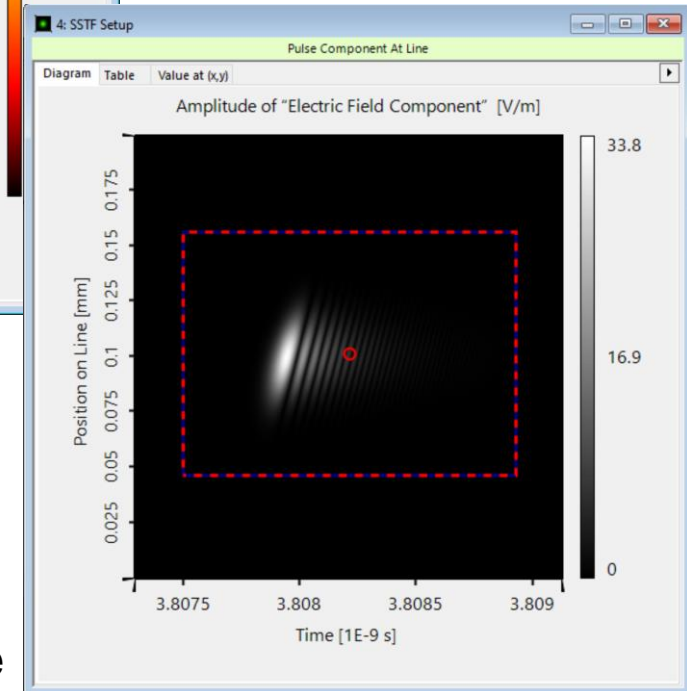 4: SSTF Setup
Pulse Component At Line
Diagram Table Value at (x,y)
Amplitude of "Electric Field Component" [V/m]
33.8
16.9
0
Position on Line [mm]
0.175
0.15
0.125
0.1
0.075
0.05
0.025
3.8075 3.808 3.8085 3.809
Time [1E-9 s]
e